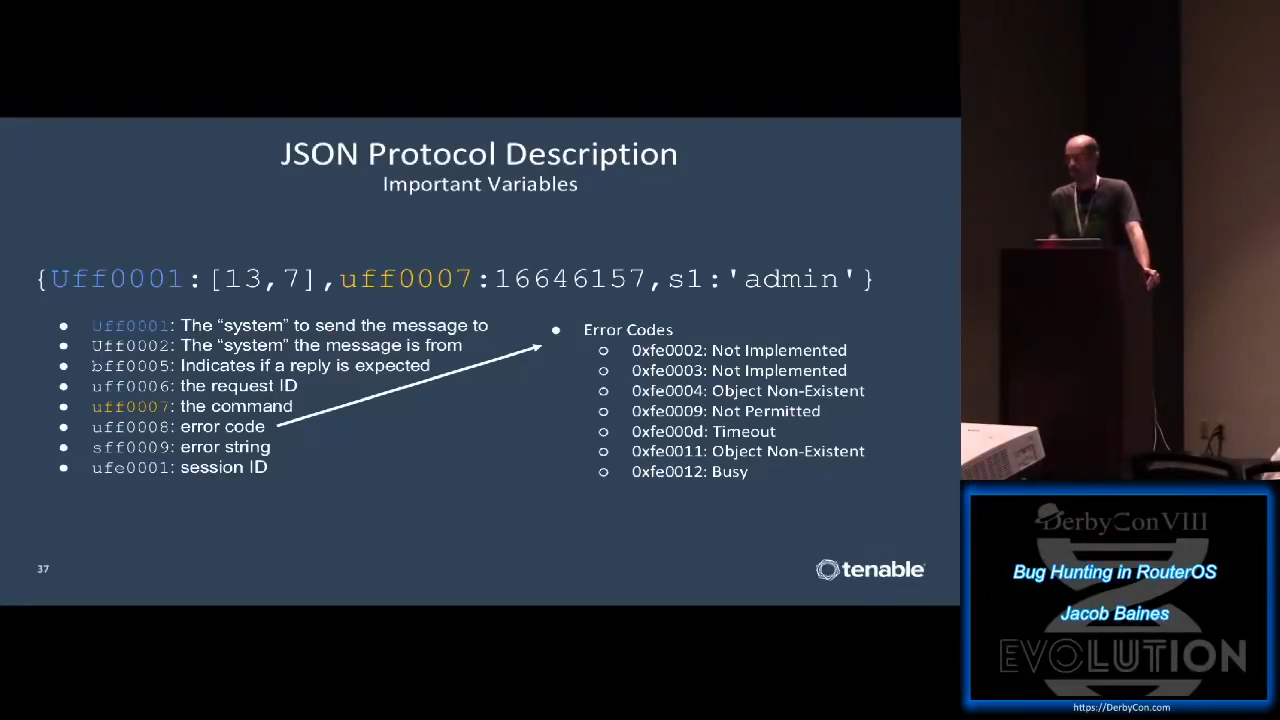 JSON Protocol Description
Important Variables
{Uff0001:[13,7],uff0007:16646157,s1:'admin'}
● Uff0001: The “system” to send the message to
● Uff0002: The “system” the message is from
● bff0005: Indicates if a reply is expected
● uff0006: the request ID
● uff0007: the command
● uff0008: error code
● sff0009: error string
● ufe0001: session ID
● Error Codes
○ 0xfe0002: Not Implemented
○ 0xfe0003: Not Implemented
○ 0xfe0004: Object Non-Existent
○ 0xfe0009: Not Permitted
○ 0xfe000d: Timeout
○ 0xfe0011: Object Non-Existent
○ 0xfe0012: Busy
37
tenable
DerbyCon VIII
Bug Hunting in RouterOS
Jacob Baines
EVOLUTION
https://DerbyCon.com